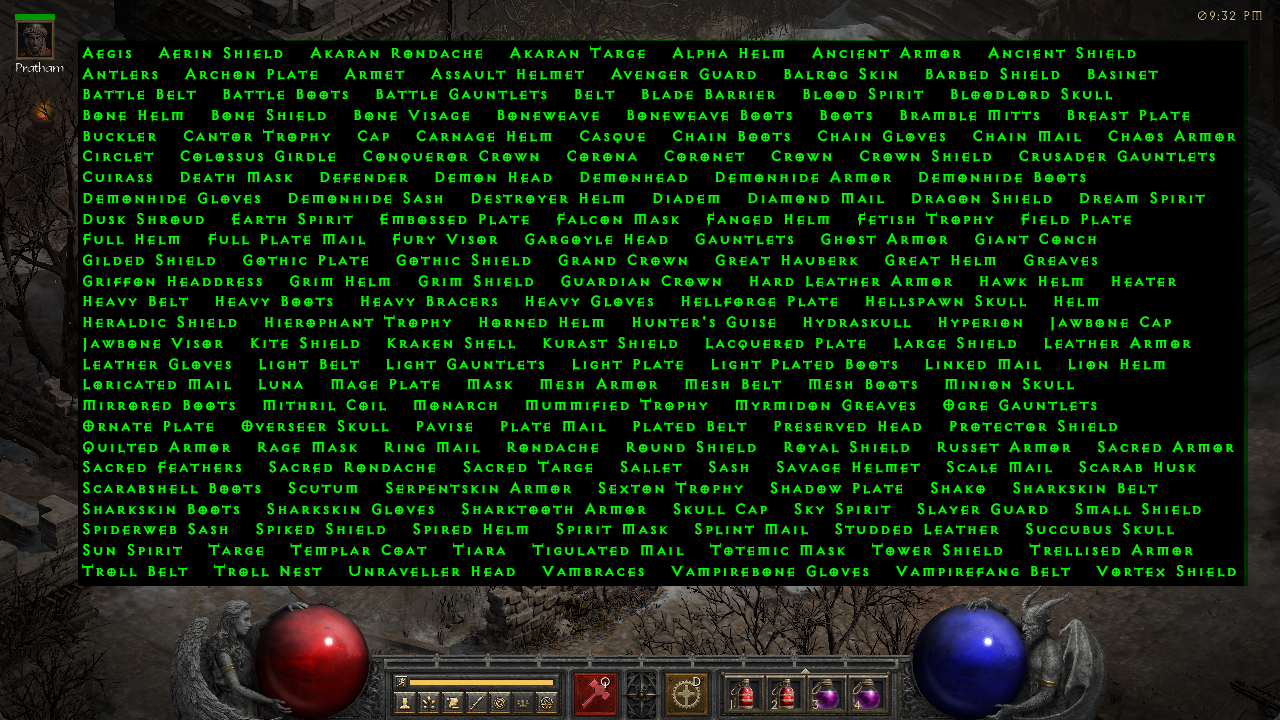 09:32 PM
Pratham
Aegis Aerin Shield Akaran Rondache Akaran Targe Alpha Helm Ancient Armor Ancient Shield
Antlers Archon Plate Armet Assault Helmet Avenger Guard Balrog Skin Barbed Shield Basinet
Battle Belt Battle Boots Battle Gauntlets Belt Blade Barrier Blood Spirit Bloodlord Skull
Bone Helm Bone Shield Bone Visage Boneweave Boneweave Boots Boots Bramble Mitts Breast Plate
Buckler Cantor Trophy Cap Carnage Helm Casque Chain Boots Chain Gloves Chain Mail Chaos Armor
Circlet Colossus Girdle Conqueror Crown Corona Coronet Crown Crown Shield Crusader Gauntlets
Cuirass Death Mask Defender Demon Head Demonhead Demonhide Armor Demonhide Boots
Demonhide Gloves Demonhide Sash Destroyer Helm Diadem Diamond Mail Dragon Shield Dream Spirit
Dusk Shroud Earth Spirit Embossed Plate Falcon Mask Fanged Helm Fetish Trophy Field Plate
Full Helm Full Plate Mail Fury Visor Gargoyle Head Gauntlets Ghost Armor Giant Conch
Gilded Shield Gothic Plate Gothic Shield Grand Crown Great Hauberk Great Helm Greaves
Griffon Headdress Grim Helm Grim Shield Guardian Crown Hard Leather Armor Hawk Helm Heater
Heavy Belt Heavy Boots Heavy Bracers Heavy Gloves Hellforge Plate Hellspawn Skull Helm
Heraldic Shield Hierophant Trophy Horned Helm Hunter's Guise Hydraskull Hyperion Jawbone Cap
Jawbone Visor Kite Shield Kraken Shell Kurast Shield Lacquered Plate Large Shield Leather Armor
Leather Gloves Light Belt Light Gauntlets Light Plate Light Plated Boots Linked Mail Lion Helm
Loricated Mail Luna Mage Plate Mask Mesh Armor Mesh Belt Mesh Boots Minion Skull
Mirrored Boots Mithril Coil Monarch Mummified Trophy Myrmidon Greaves Ogre Gauntlets
Ornate Plate Overseer Skull Pavise Plate Mail Plated Belt Preserved Head Protector Shield
Quilted Armor Rage Mask Ring Mail Rondache Round Shield Royal Shield Russet Armor Sacred Armor
Sacred Feathers Sacred Rondache Sacred Targe Sallet Sash Savage Helmet Scale Mail Scarab Husk
Scarabshell Boots Scutum Serpentskin Armor Sexton Trophy Shadow Plate Shako Sharkskin Belt
Sharkskin Boots Sharkskin Gloves Sharktooth Armor Skull Cap Sky Spirit Slayer Guard Small Shield
Spiderweb Sash Spiked Shield Spired Helm Spirit Mask Splint Mail Studded Leather Succubus Skull
Sun Spirit Targe Templar Coat Tiara Tigulated Mail Totemic Mask Tower Shield Trellised Armor
Troll Belt Troll Nest Unraveller Head Vambraces Vampirebone Gloves Vampirefang Belt Vortex Shield
Q D
1 2 3 4